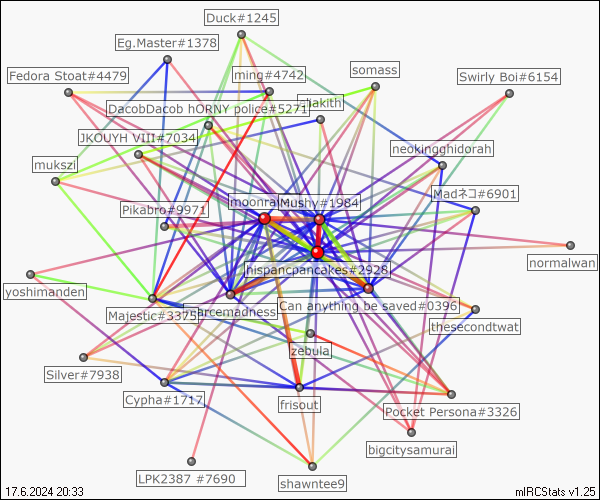 Duck#1245
Eg.Master#1378
ming#4742
somass
Fedora Stoat#4479
Swirly Boi#6154
DacobDacob hORNY police#5271
JKOUYH VIII#7034
neokingghidorah
mukszi
Madネコ#6901
Pikabro#9971
Mushy#1984
normalwan
hispancpancakes#2928
yoshimanden
Can anything be saved#0396
Majestic#3375
arcemadness
thesecondtwat
zebula
Silver#7938
Cypha#1717
frisout
Pocket Persona#3326
bigcitysamurai
LPK2387 #7690
shawntee9
17.6.2024 20:33
mIRCStats v1.25